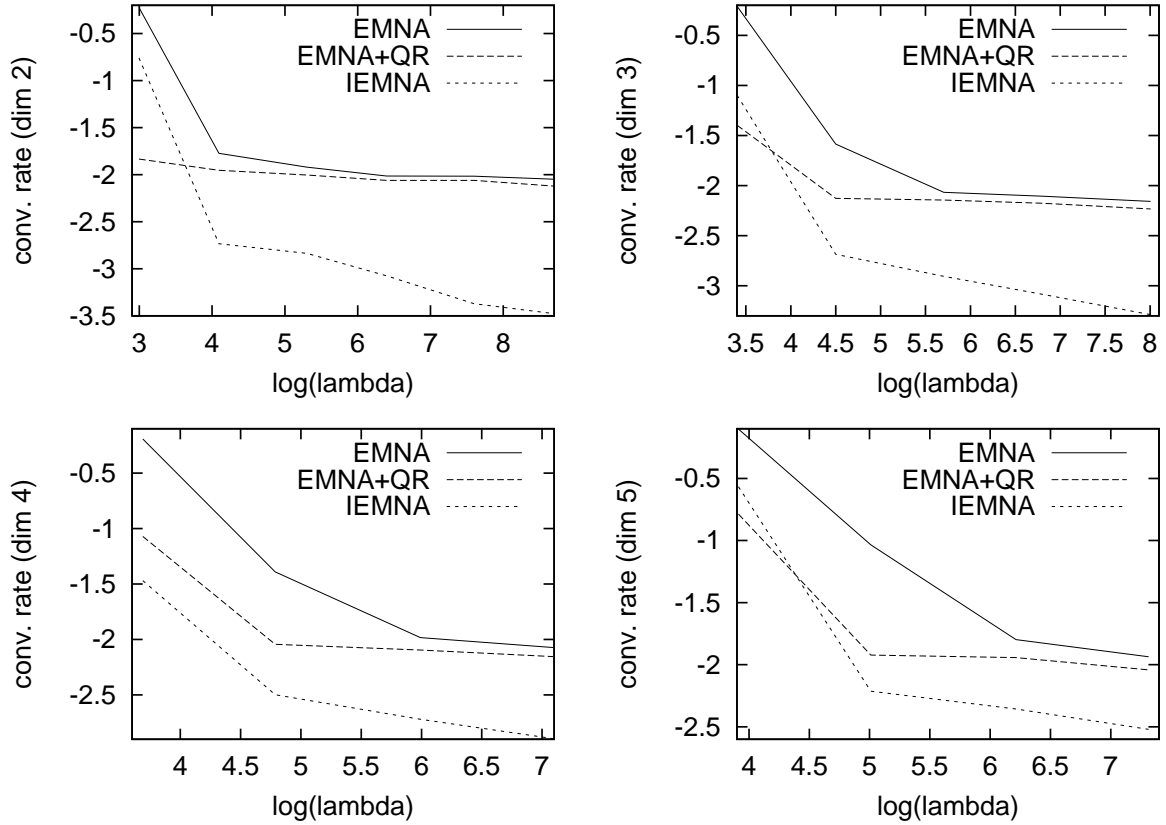 conv. rate (dim 2)
-0.5
-1
-1.5
-2
-2.5
-3
-3.5
3 4 5 6 7 8
log(lambda)
EMNA
EMNA+QR
IEMNA
conv. rate (dim 3)
-0.5
-1
-1.5
-2
-2.5
-3
3.5 4 4.5 5 5.5 6 6.5 7 7.5 8
log(lambda)
EMNA
EMNA+QR
IEMNA
conv. rate (dim 4)
-0.5
-1
-1.5
-2
-2.5
4 4.5 5 5.5 6 6.5 7
log(lambda)
EMNA
EMNA+QR
IEMNA
conv. rate (dim 5)
-0.5
-1
-1.5
-2
-2.5
4 4.5 5 5.5 6 6.5 7
log(lambda)
EMNA
EMNA+QR
IEMNA